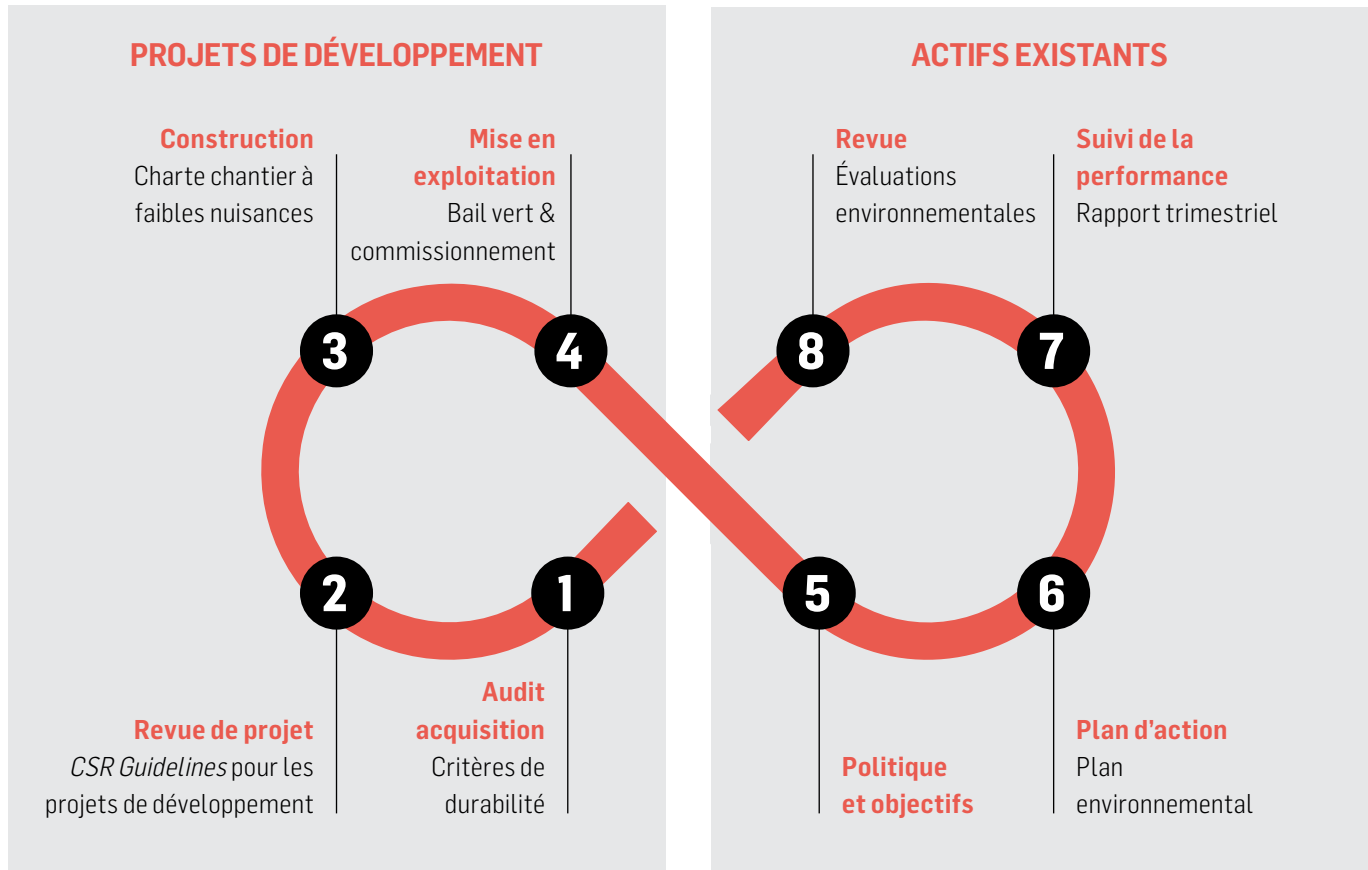 PROJETS DE DÉVELOPPEMENT
Construction
Charte chantier à
faibles nuisances
Mise en
exploitation
Bail vert &
commissionnement
3
4
2
1
Revue de projet
CSR Guidelines pour les
projets de développement
Audit
acquisition
Critères de
durabilité
ACTIFS EXISTANTS
Revue
Évaluations
environnementales
Suivi de la
performance
Rapport trimestriel
8
7
5
6
Politique
et objectifs
Plan d'action
Plan
environmental